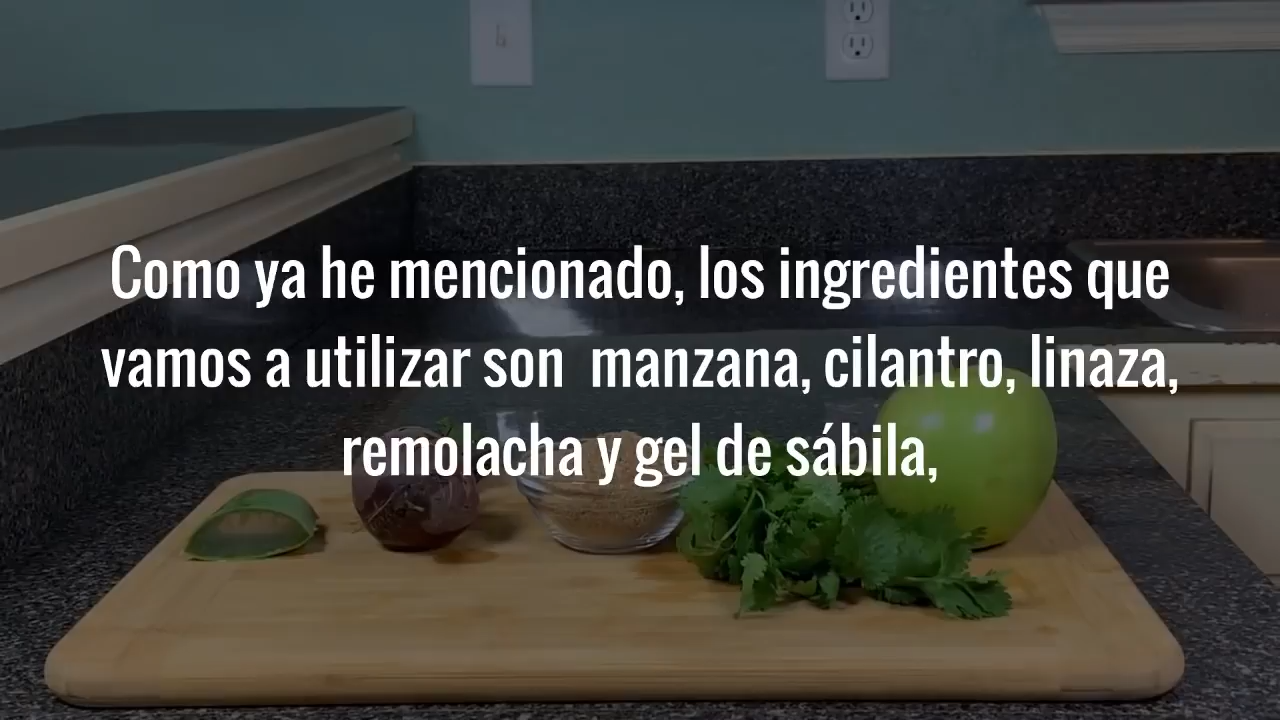 Como ya he mencionado, los ingredientes que
vamos a utilizar son  manzana, cilantro, linaza,
remolacha y gel de sábila,